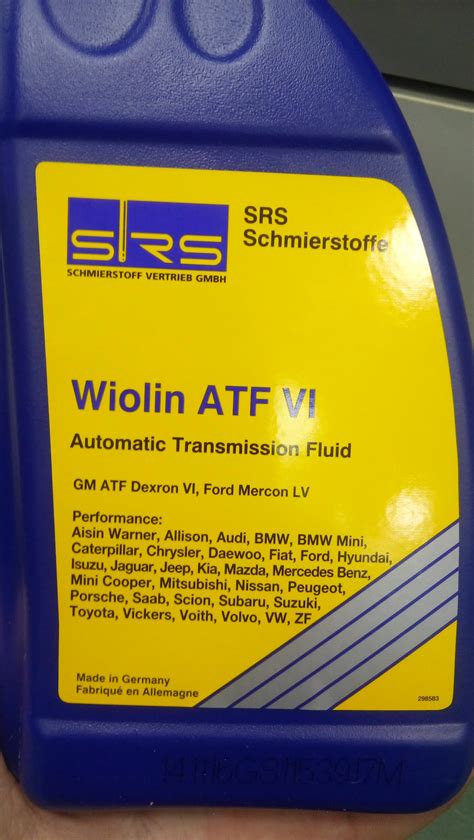 SRS
SCHMIERSTOFF VERTRIEB GMBH
SRS
Schmierstoffe
Wiolin ATF VI
Automatic Transmission Fluid
GM ATF Dexron VI, Ford Mercon LV
Performance:
Aisin Warner, Allison, Audi, BMW, BMW Mini,
Caterpillar, Chrysler, Daewoo, Fiat, Ford, Hyundai,
Isuzu, Jaguar, Jeep, Kia, Mazda, Mercedes Benz,
Mini Cooper, Mitsubishi, Nissan, Peugeot,
Porsche, Saab, Scion, Subaru, Suzuki,
Toyota, Vickers, Voith, Volvo, VW, ZF
Made in Germany
Fabriqué en Allemagne
298583